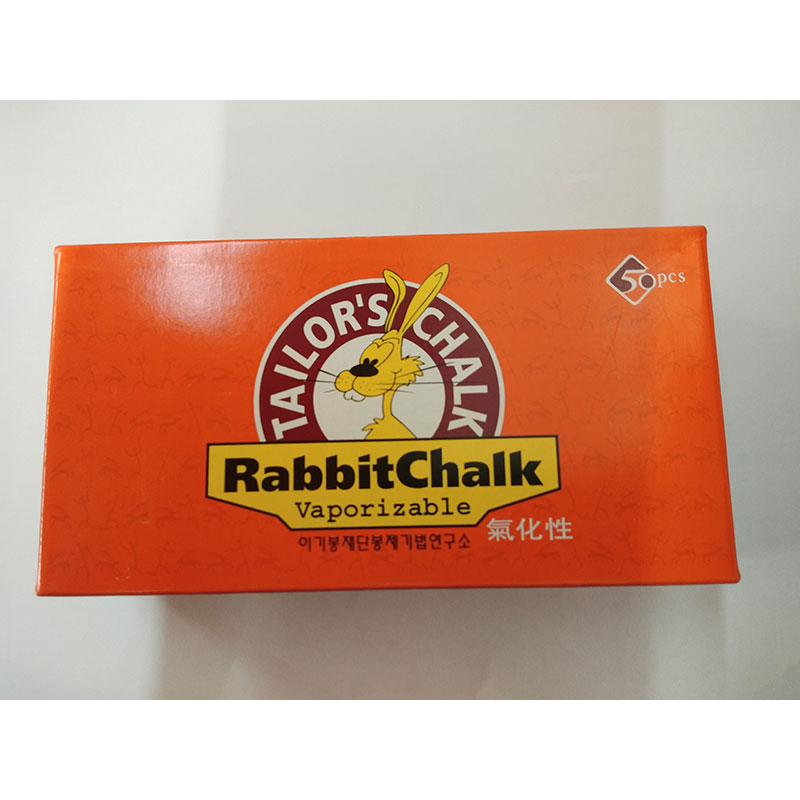 50pcs
TAILOR'S CHALK
RabbitChalk
Vaporizable
氣化性
이기봉재단봉제기법연구소